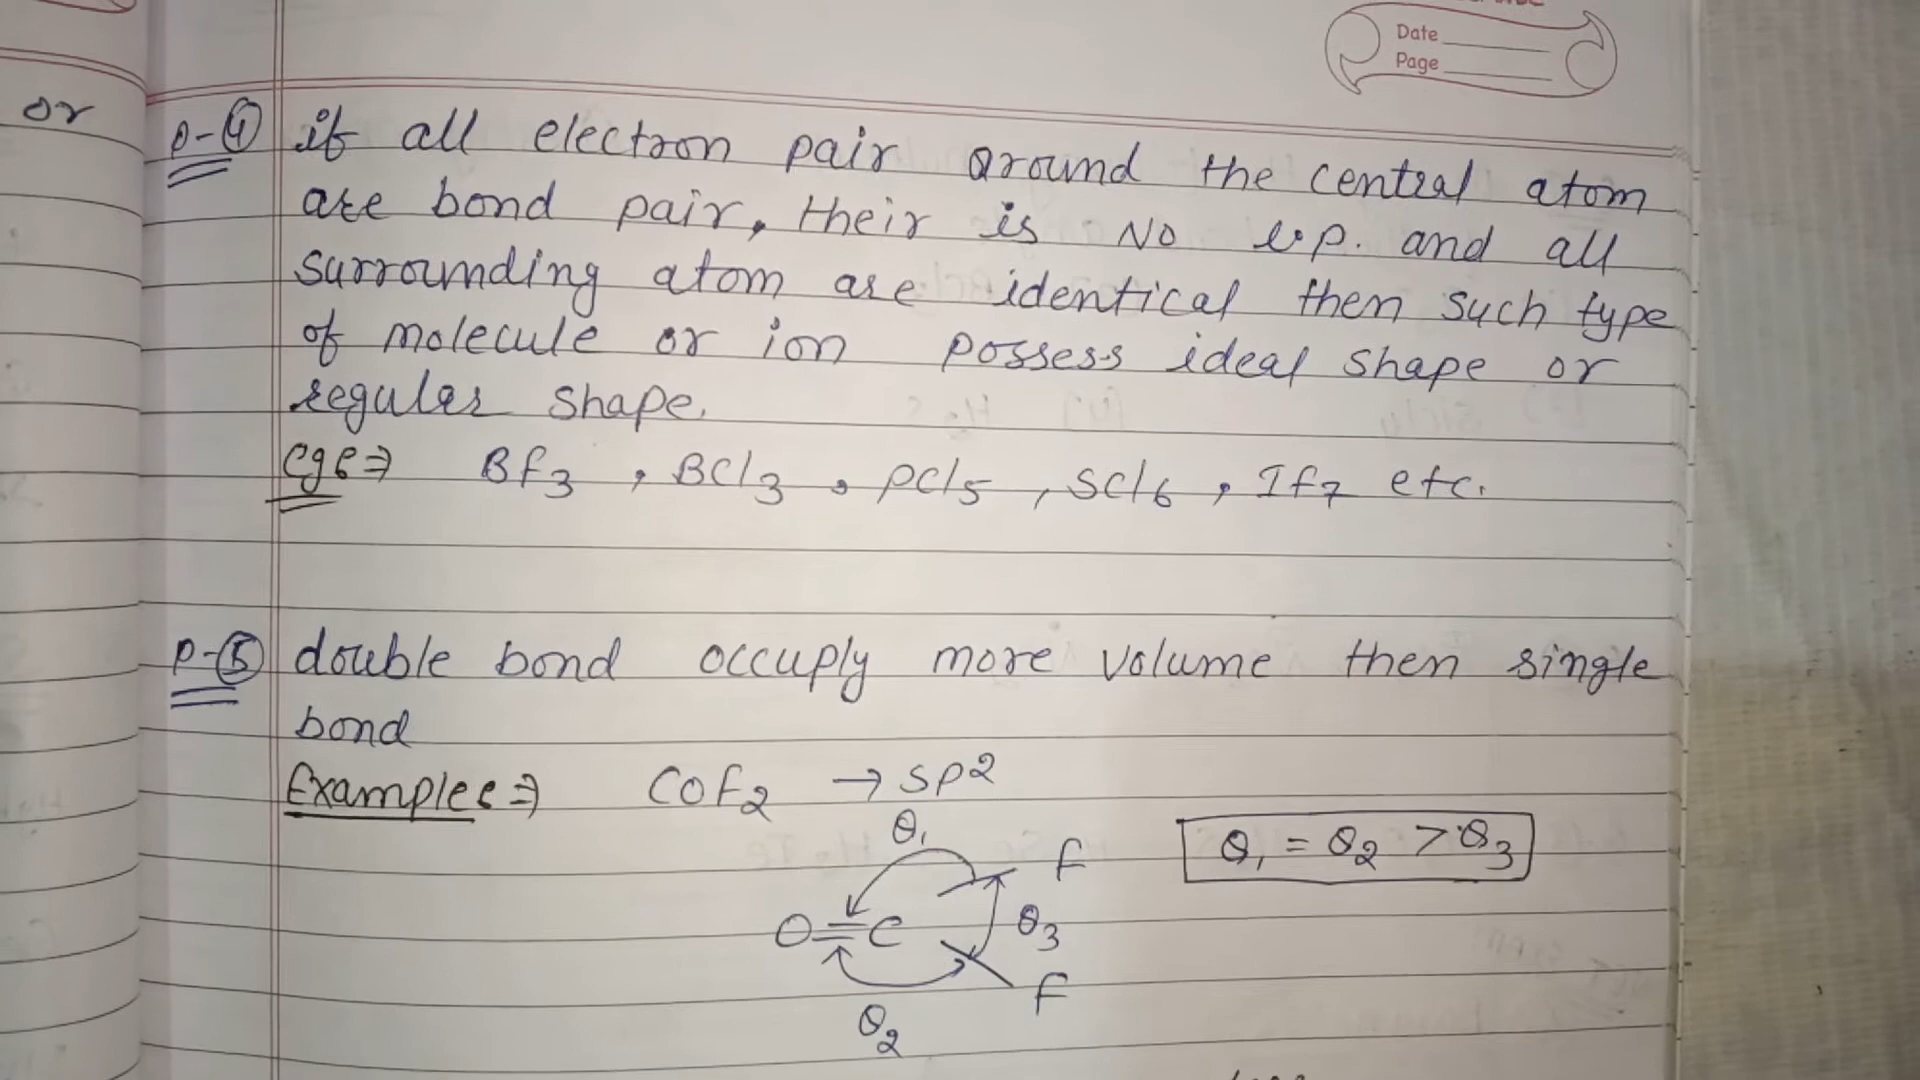 Date
Page
or
P-④ if all electron pair around the central atom
are bond pair, their is No l.p. and all
surrounding atom are identical then such type
of molecule or ion possess ideal shape or
regular shape.
eg ⇒ Bf3 , BCl3 , PCl5 , SCl6 , If7 etc.
P-⑤ double bond occuply more volume then single
bond
Examples ⇒ COF2 → SP2
θ1
F
θ1 = θ2 > θ3
O=C
θ3
F
θ2